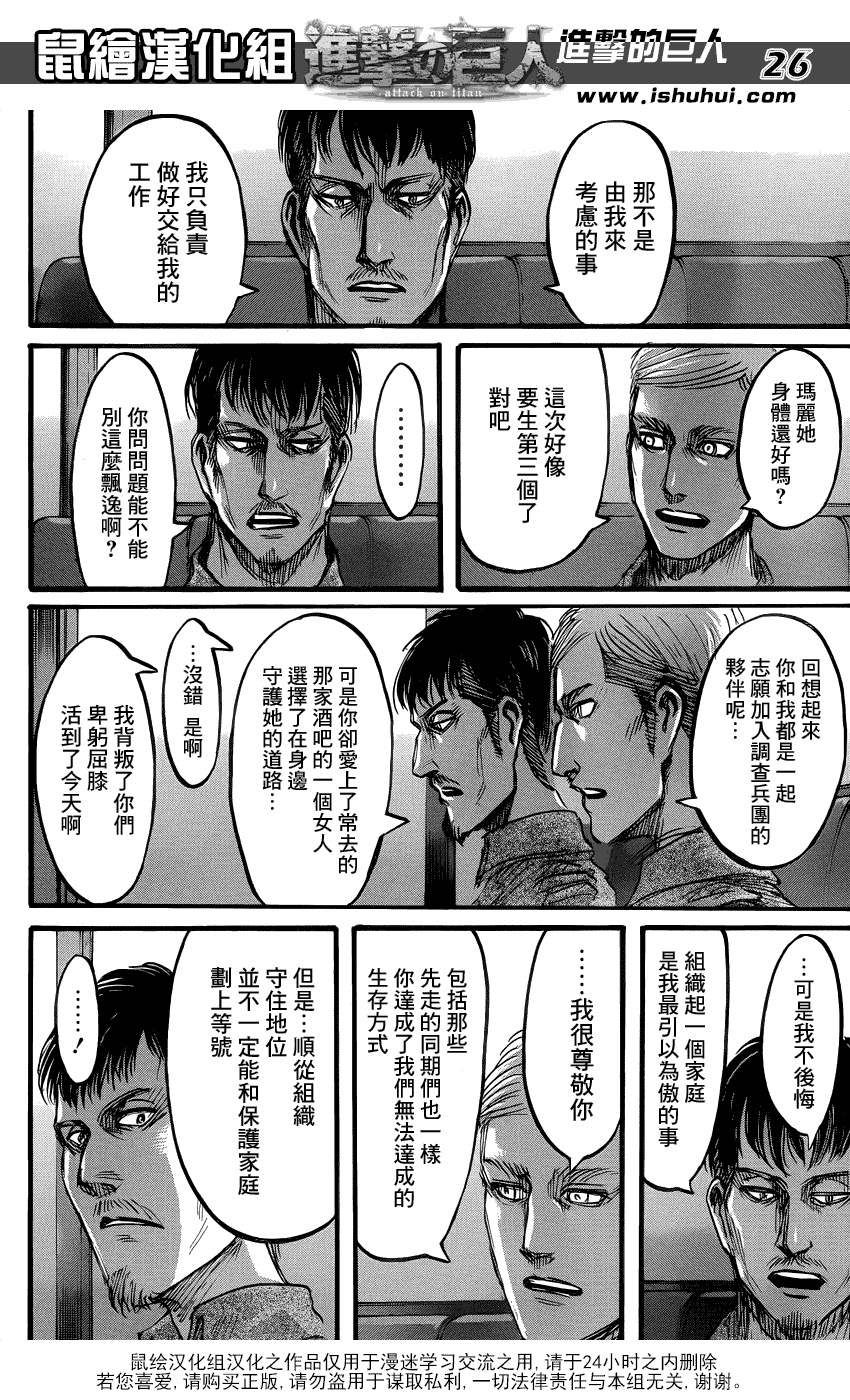 鼠繪漢化組
進撃の巨人
attack on titan
進擊的巨人
26
www.ishuhui.com
那不是
由我來
考慮的事
我只負責
做好交給我的
工作
瑪麗她
身體還好嗎?
這次好像
要生第三個了
對吧
………
你問問題能不能
別這麼飄逸啊?
回想起來
你和我都是一起
志願加入調查兵團的
夥伴呢…
可是你卻愛上了常去的
那家酒吧的一個女人
選擇了在身邊
守護她的道路…
…沒錯 是啊
我背叛了你們
卑躬屈膝
活到了今天啊
…可是我不後悔
組織起一個家庭
是我最引以為傲的事
………我很尊敬你
包括那些
先走的同期們也一樣
你達成了我們無法達成的
生存方式
但是…順從組織
守住地位
並不一定能和保護家庭
劃上等號
……!
鼠绘汉化组汉化之作品仅用于漫迷学习交流之用, 请于24小时之内删除
若您喜爱, 请购买正版, 请勿盗用于谋取私利, 一切法律责任与本组无关, 谢谢。